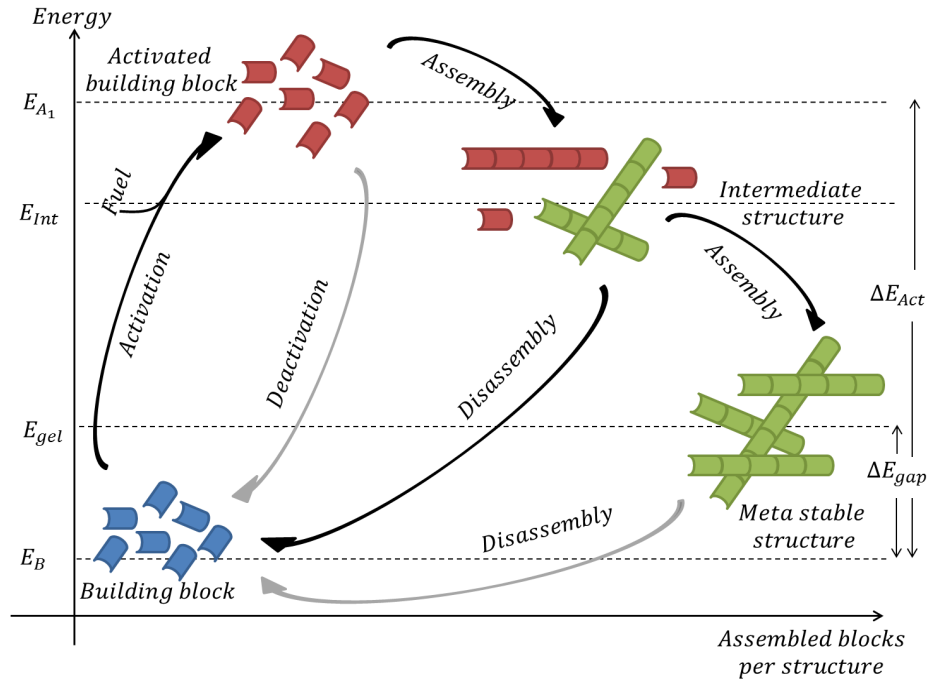 Energy
Activated
building block
Assembly
E_{A_1}
Fuel
E_{Int}
Intermediate
structure
Activation
Deactivation
Assembly
ΔE_{Act}
Disassembly
E_{gel}
ΔE_{gap}
Disassembly
Meta stable
structure
E_B
Building block
Assembled blocks
per structure